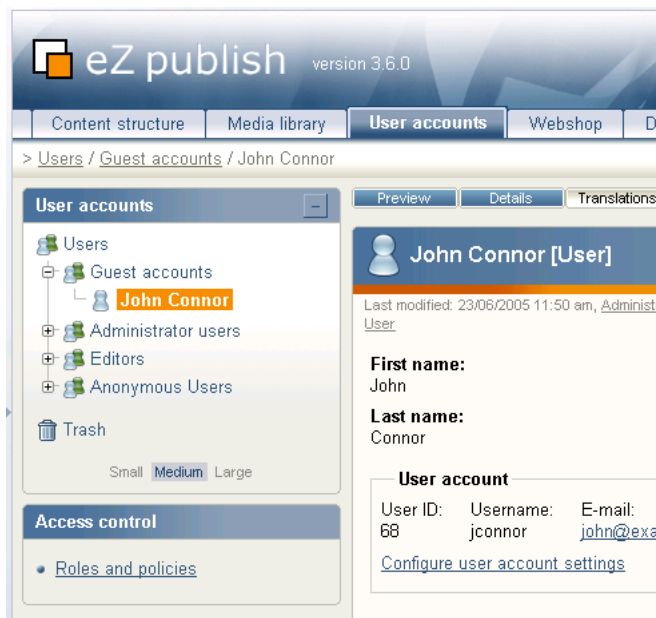 eZ publish version 3.6.0
Content structure Media library User accounts Webshop D
> Users / Guest accounts / John Connor
User accounts
Users
Guest accounts
John Connor
Administrator users
Editors
Anonymous Users
Trash
Small Medium Large
Access control
Roles and policies
Preview Details Translations
John Connor [User]
Last modified: 23/06/2005 11:50 am, Administ
User
First name:
John
Last name:
Connor
User account
User ID: Username: E-mail:
68 jconnor john@exa
Configure user account settings